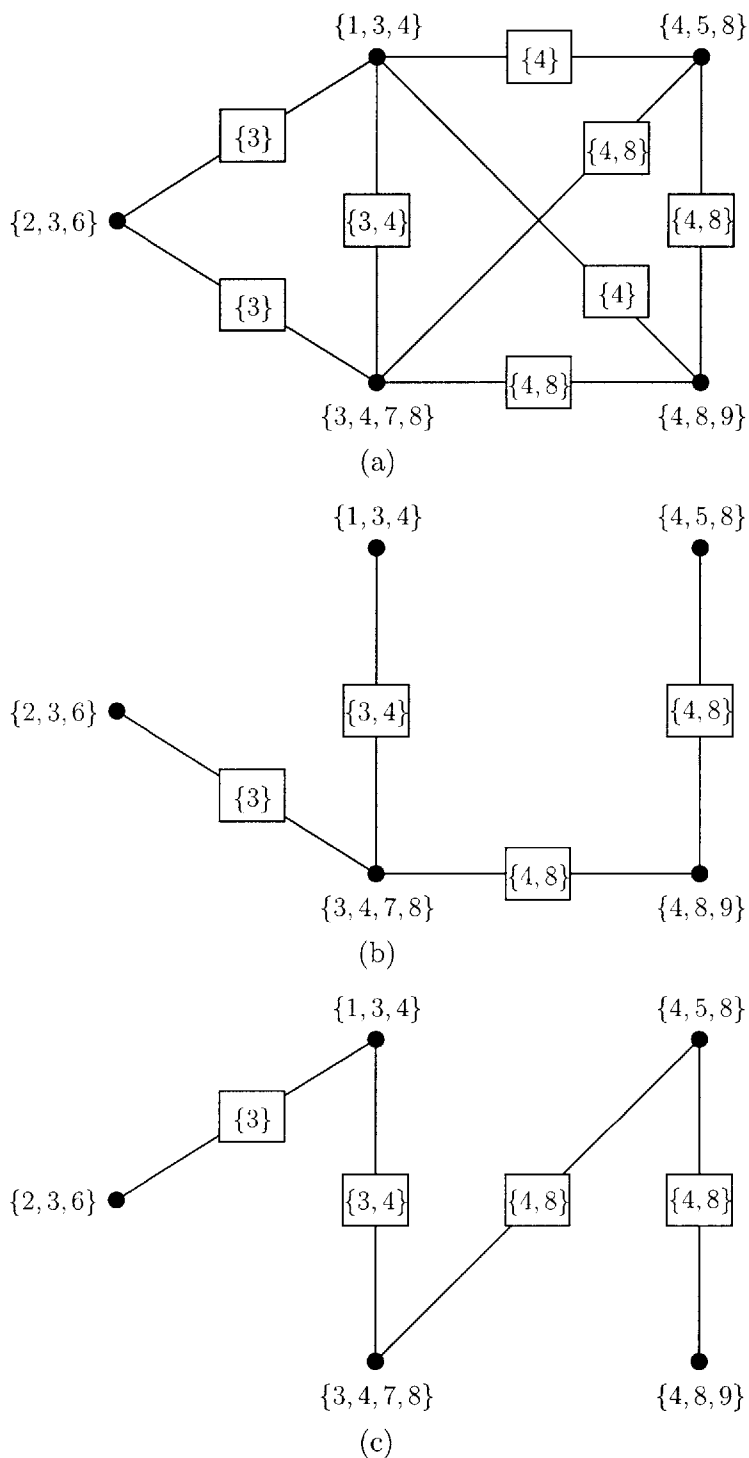 {1, 3, 4} {4, 5, 8}
{4}
{3}
{4, 8}
{2, 3, 6}
{3, 4} {4, 8}
{4}
{3}
{4, 8}
{3, 4, 7, 8} {4, 8, 9}
(a)
{1, 3, 4} {4, 5, 8}
{2, 3, 6} {3, 4} {4, 8}
{3}
{4, 8}
{3, 4, 7, 8} {4, 8, 9}
(b)
{1, 3, 4} {4, 5, 8}
{3}
{2, 3, 6} {3, 4} {4, 8} {4, 8}
{3, 4, 7, 8} {4, 8, 9}
(c)